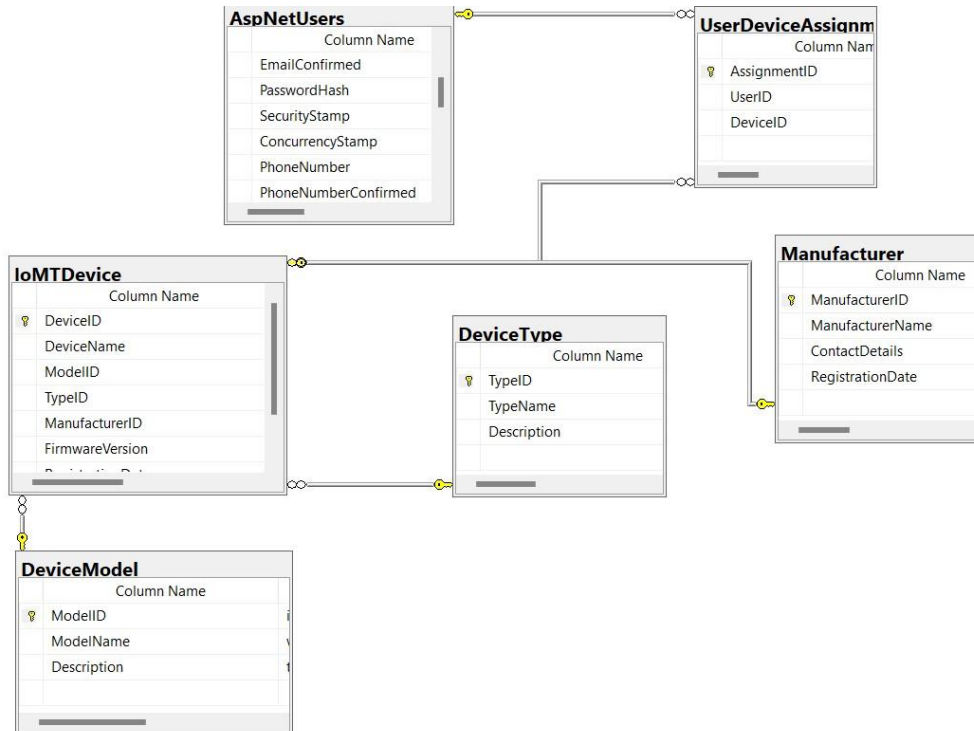 AspNetUsers
Column Name
EmailConfirmed
PasswordHash
SecurityStamp
ConcurrencyStamp
PhoneNumber
PhoneNumberConfirmed
UserDeviceAssignm
Column Nam
AssignmentID
UserID
DeviceID
IoMTDevice
Column Name
DeviceID
DeviceName
ModelID
TypeID
ManufacturerID
FirmwareVersion
DeviceType
Column Name
TypeID
TypeName
Description
Manufacturer
Column Name
ManufacturerID
ManufacturerName
ContactDetails
RegistrationDate
DeviceModel
Column Name
ModelID
ModelName
Description